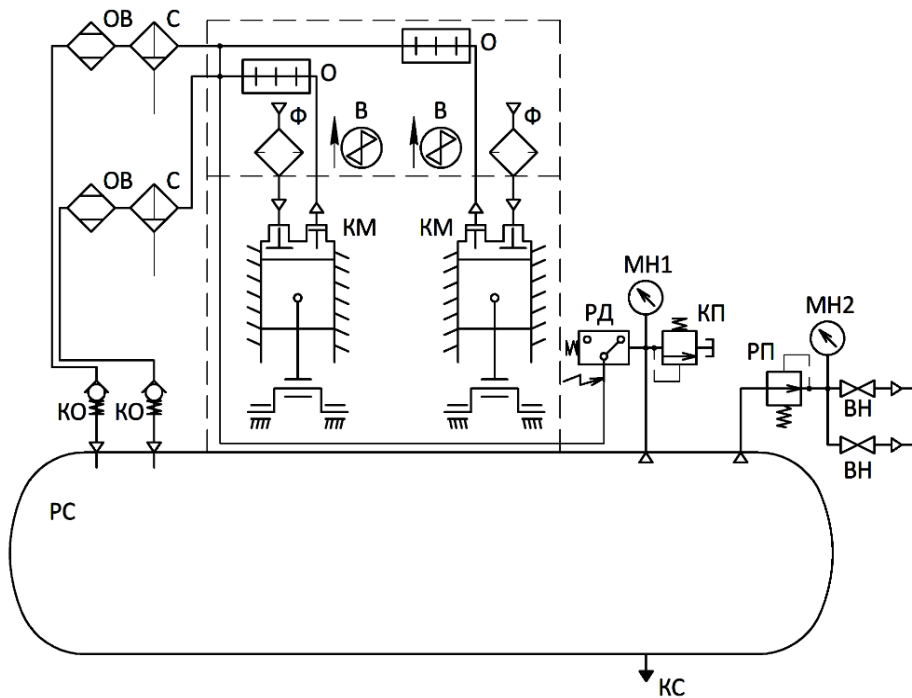 ОВ С
О
О
Ф
В
В
Ф
ОВ С
КМ
КМ
МН1
РД
КП
МН2
РП
КО
КО
ВН
ВН
РС
КС